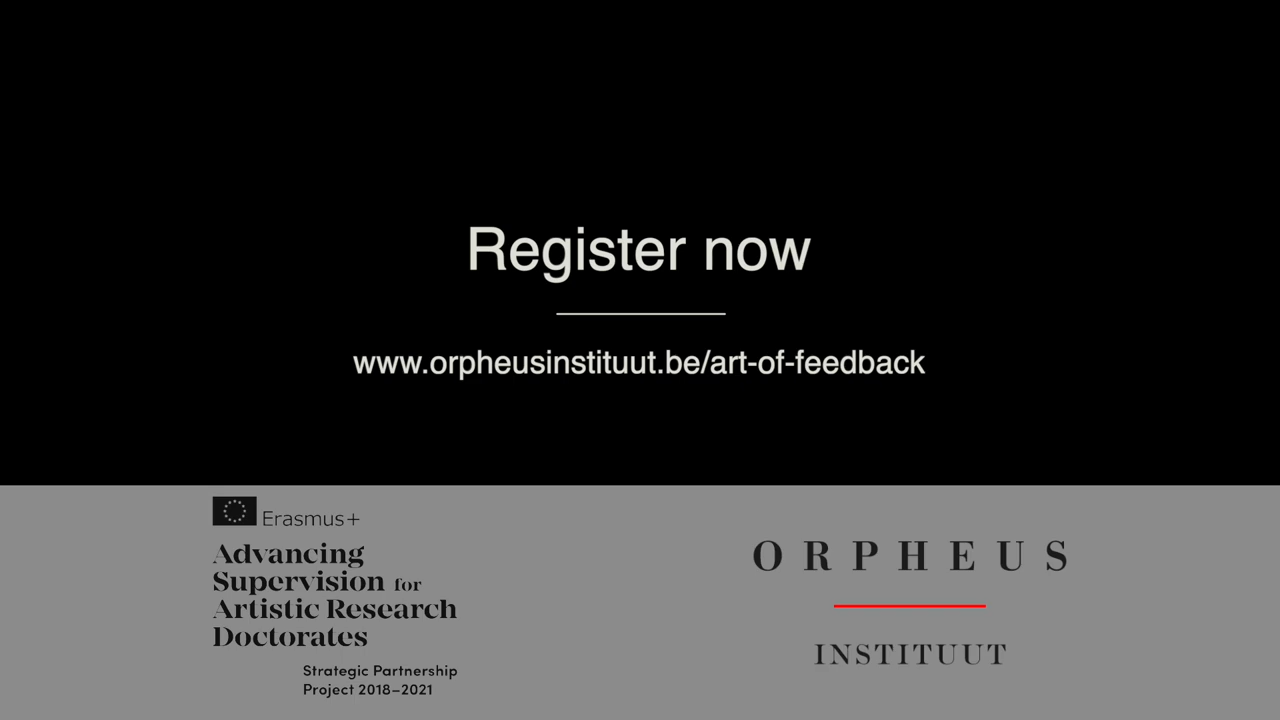 Register now
www.orpheusinstituut.be/art-of-feedback
Erasmus+
Advancing
Supervision for
Artistic Research
Doctorates
Strategic Partnership
Project 2018–2021
ORPHEUS
INSTITUUT